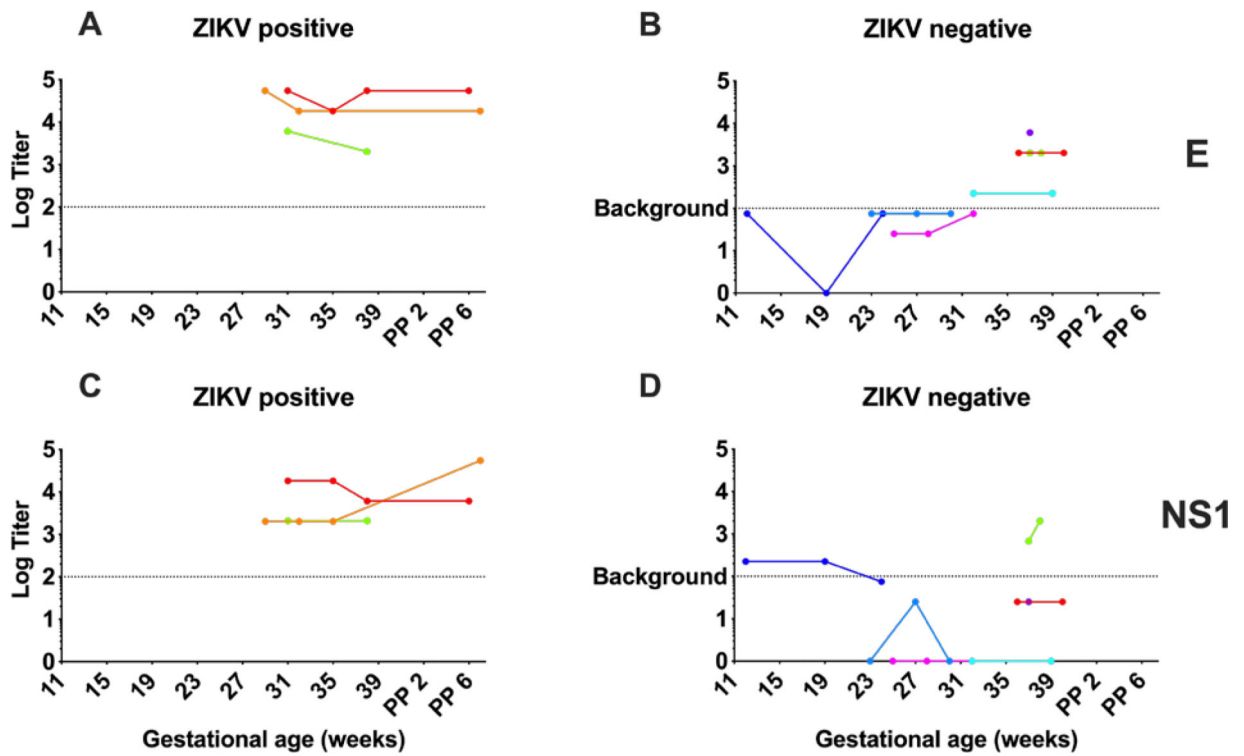 A
ZIKV positive
B
ZIKV negative
5
4
3
2
1
0
Log Titer
11
15
19
23
27
31
35
39
PP 2
PP 6
5
4
3
Background
1
0
11
15
19
23
27
31
35
39
PP 2
PP 6
E
C
ZIKV positive
D
ZIKV negative
5
4
3
2
1
0
Log Titer
11
15
19
23
27
31
35
39
PP 2
PP 6
Gestational age (weeks)
5
4
3
Background
1
0
11
15
19
23
27
31
35
39
PP 2
PP 6
Gestational age (weeks)
NS1